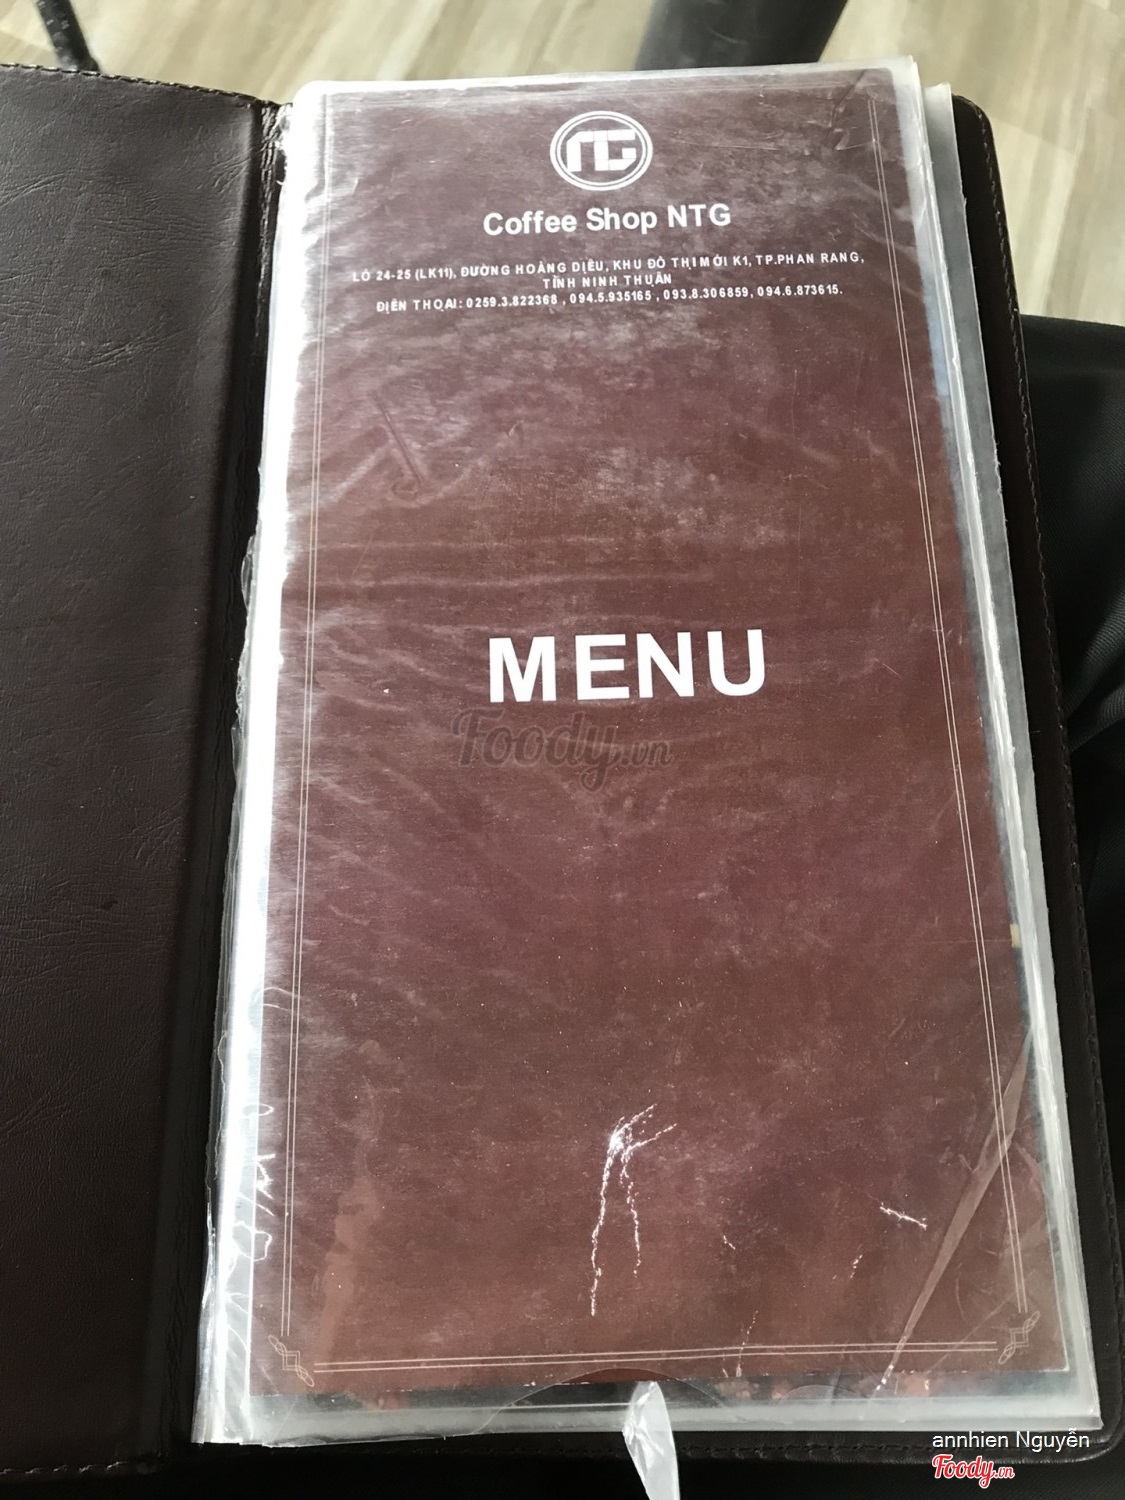 NTG
Coffee Shop NTG
LÔ 24-25 (LK11), ĐƯỜNG HOÀNG DIỆU, KHU ĐÔ THỊ MỚI K1, TP.PHAN RANG,
TỈNH NINH THUẬN
ĐIỆN THOẠI: 0259.3.822368 , 094.5.935165 , 093.8.306859, 094.6.873615.
MENU
Foody.vn
annhien Nguyễn
Foody.vn